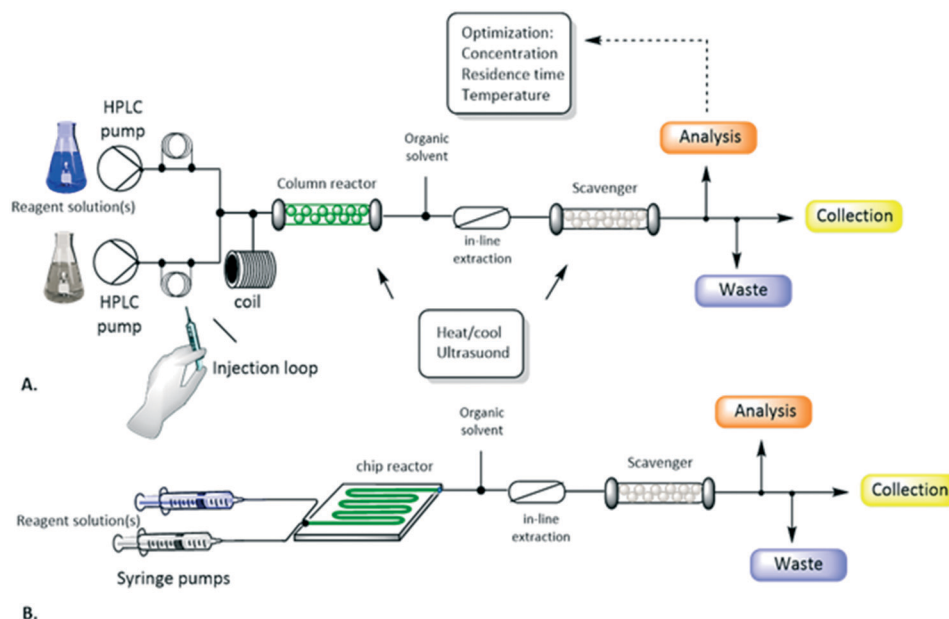 Optimization:
Concentration
Residence time
Temperature
HPLC
pump
Organic
solvent
Analysis
Column reactor
Scavenger
Reagent solution(s)
Collection
in-line
extraction
coil
Waste
HPLC
pump
Heat/cool
Ultrasuond
Injection loop
A.
Analysis
Organic
solvent
chip reactor
Scavenger
Collection
Reagent solution(s)
in-line
extraction
Waste
Syringe pumps
B.